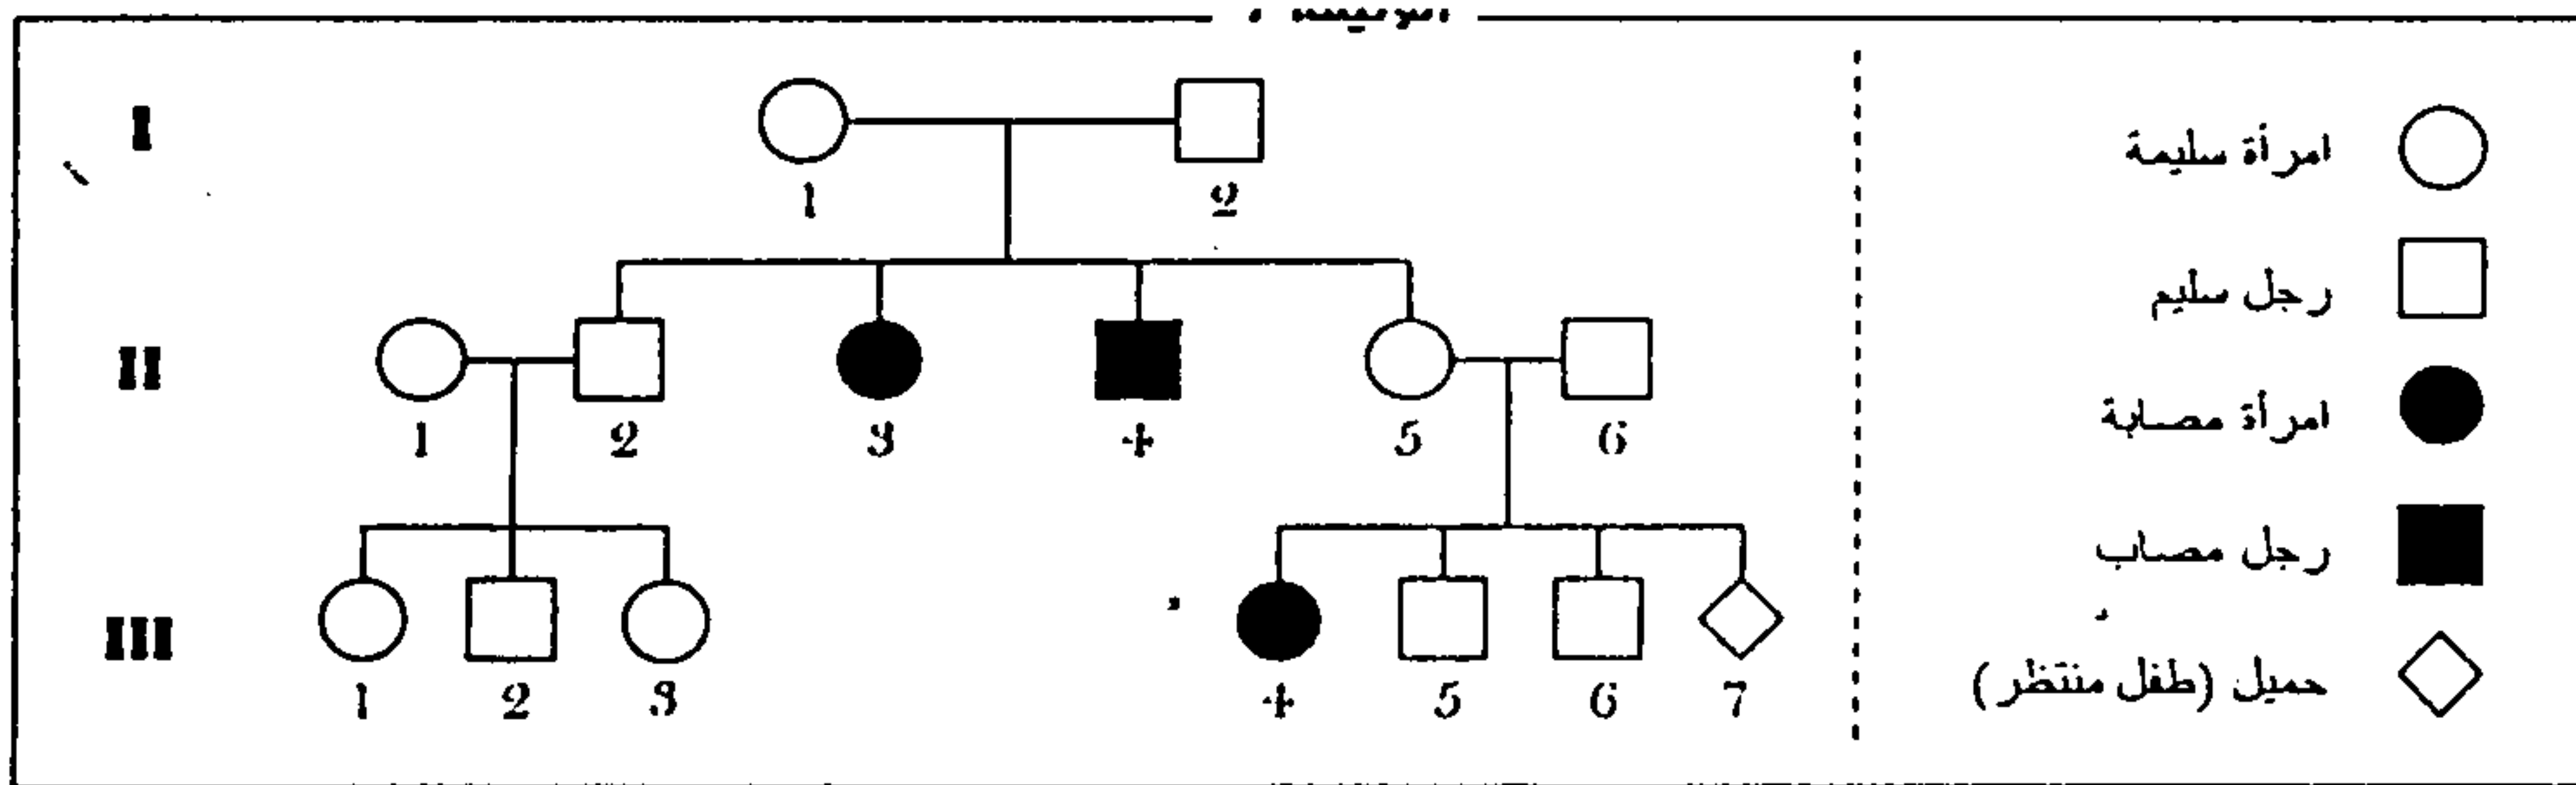 I
1 2
II
1 2 3 4 5 6
III
1 2 3 4 5 6 7
امرأة سليمة
رجل سليم
امرأة مصابة
رجل مصاب
حميل (طفل منتظر)